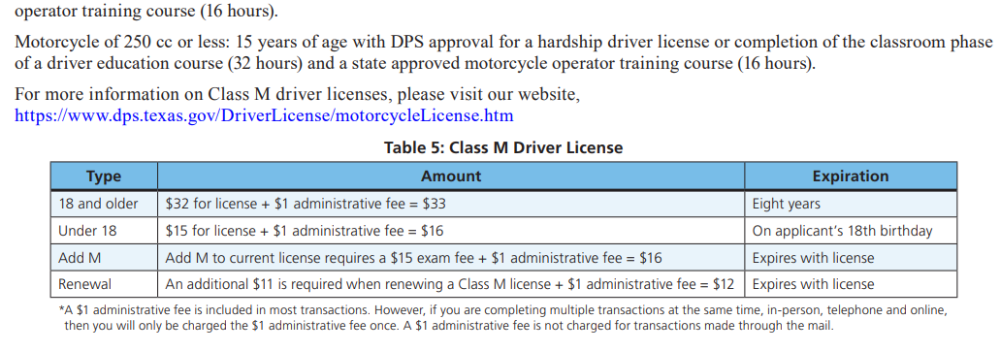 operator training course (16 hours).
Motorcycle of 250 cc or less: 15 years of age with DPS approval for a hardship driver license or completion of the classroom phase
of a driver education course (32 hours) and a state approved motorcycle operator training course (16 hours).
For more information on Class M driver licenses, please visit our website,
https://www.dps.texas.gov/DriverLicense/motorcycleLicense.htm
Table 5: Class M Driver License
Type Amount Expiration
18 and older $32 for license + $1 administrative fee = $33 Eight years
Under 18 $15 for license + $1 administrative fee = $16 On applicant's 18th birthday
Add M Add M to current license requires a $15 exam fee + $1 administrative fee = $16 Expires with license
Renewal An additional $11 is required when renewing a Class M license + $1 administrative fee = $12 Expires with license
*A $1 administrative fee is included in most transactions. However, if you are completing multiple transactions at the same time, in-person, telephone and online,
then you will only be charged the $1 administrative fee once. A $1 administrative fee is not charged for transactions made through the mail.